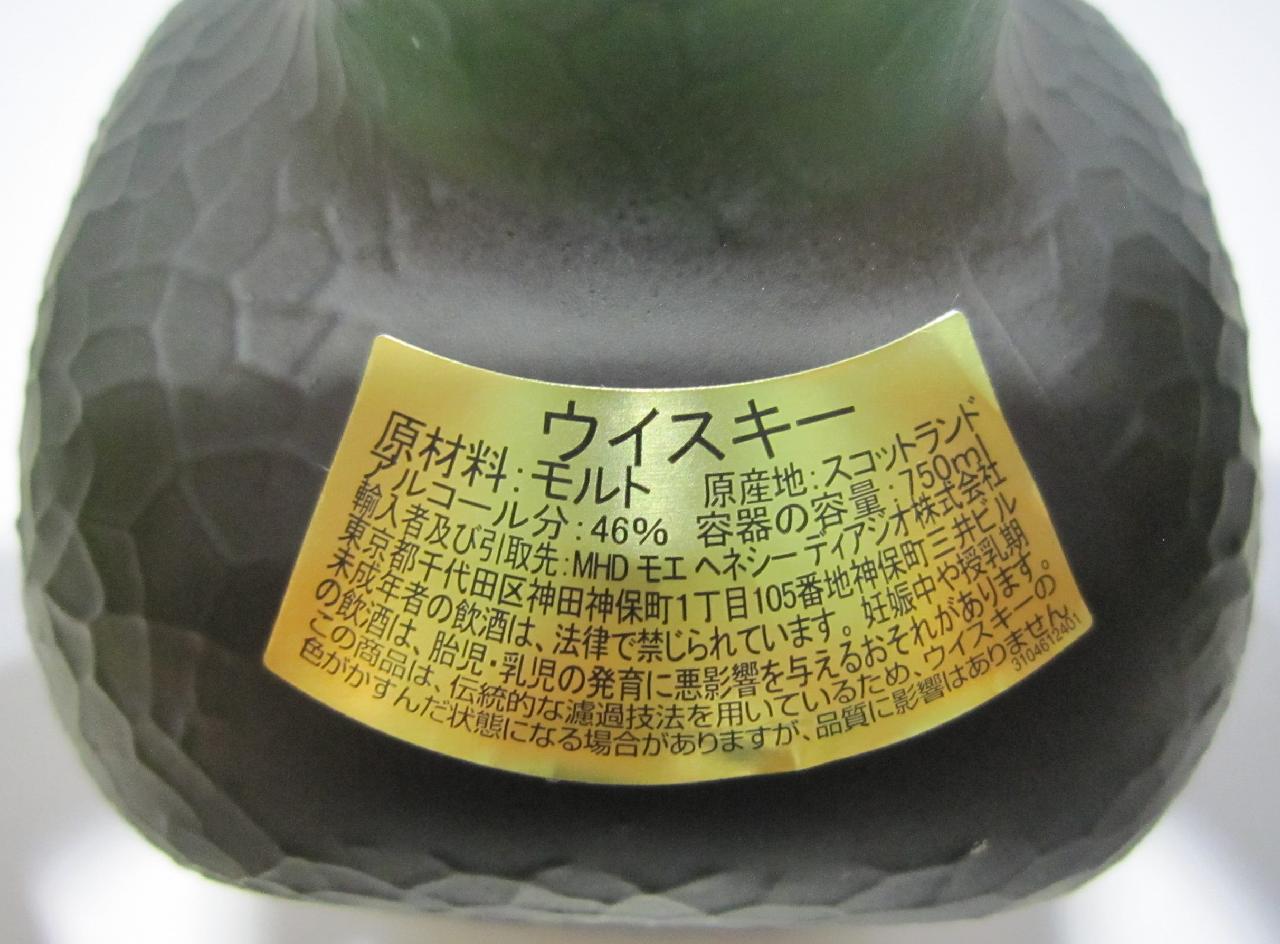 ウイスキー
原材料：モルト　原産地：スコットランド
アルコール分：46%　容器の容量：750ml
輸入者及び引取先：MHD モエ ヘネシー ディアジオ株式会社
東京都千代田区神田神保町1丁目105番地神保町三井ビル
未成年者の飲酒は、法律で禁じられています。妊娠中や授乳期
の飲酒は、胎児・乳児の発育に悪影響を与えるおそれがあります。
この商品は、伝統的な濾過技法を用いているため、ウイスキーの
色がかすんだ状態になる場合がありますが、品質に影響はありません。
3104612401